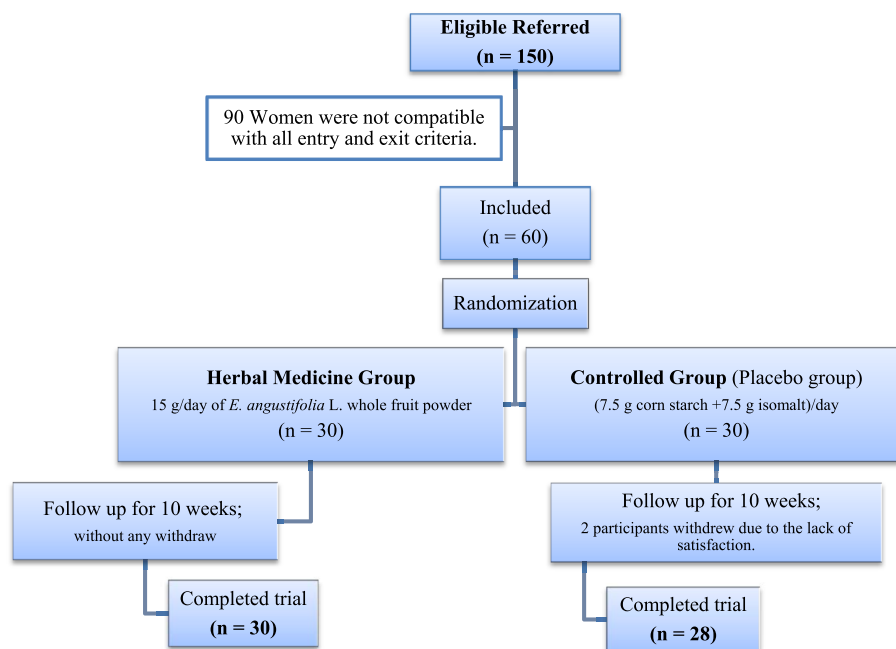 Eligible Referred
(n = 150)
90 Women were not compatible
with all entry and exit criteria.
Included
(n = 60)
Randomization
Herbal Medicine Group
15 g/day of E. angustifolia L. whole fruit powder
(n = 30)
Controlled Group (Placebo group)
(7.5 g corn starch +7.5 g isomalt)/day
(n = 30)
Follow up for 10 weeks;
without any withdraw
Follow up for 10 weeks;
2 participants withdrew due to the lack of
satisfaction.
Completed trial
(n = 30)
Completed trial
(n = 28)